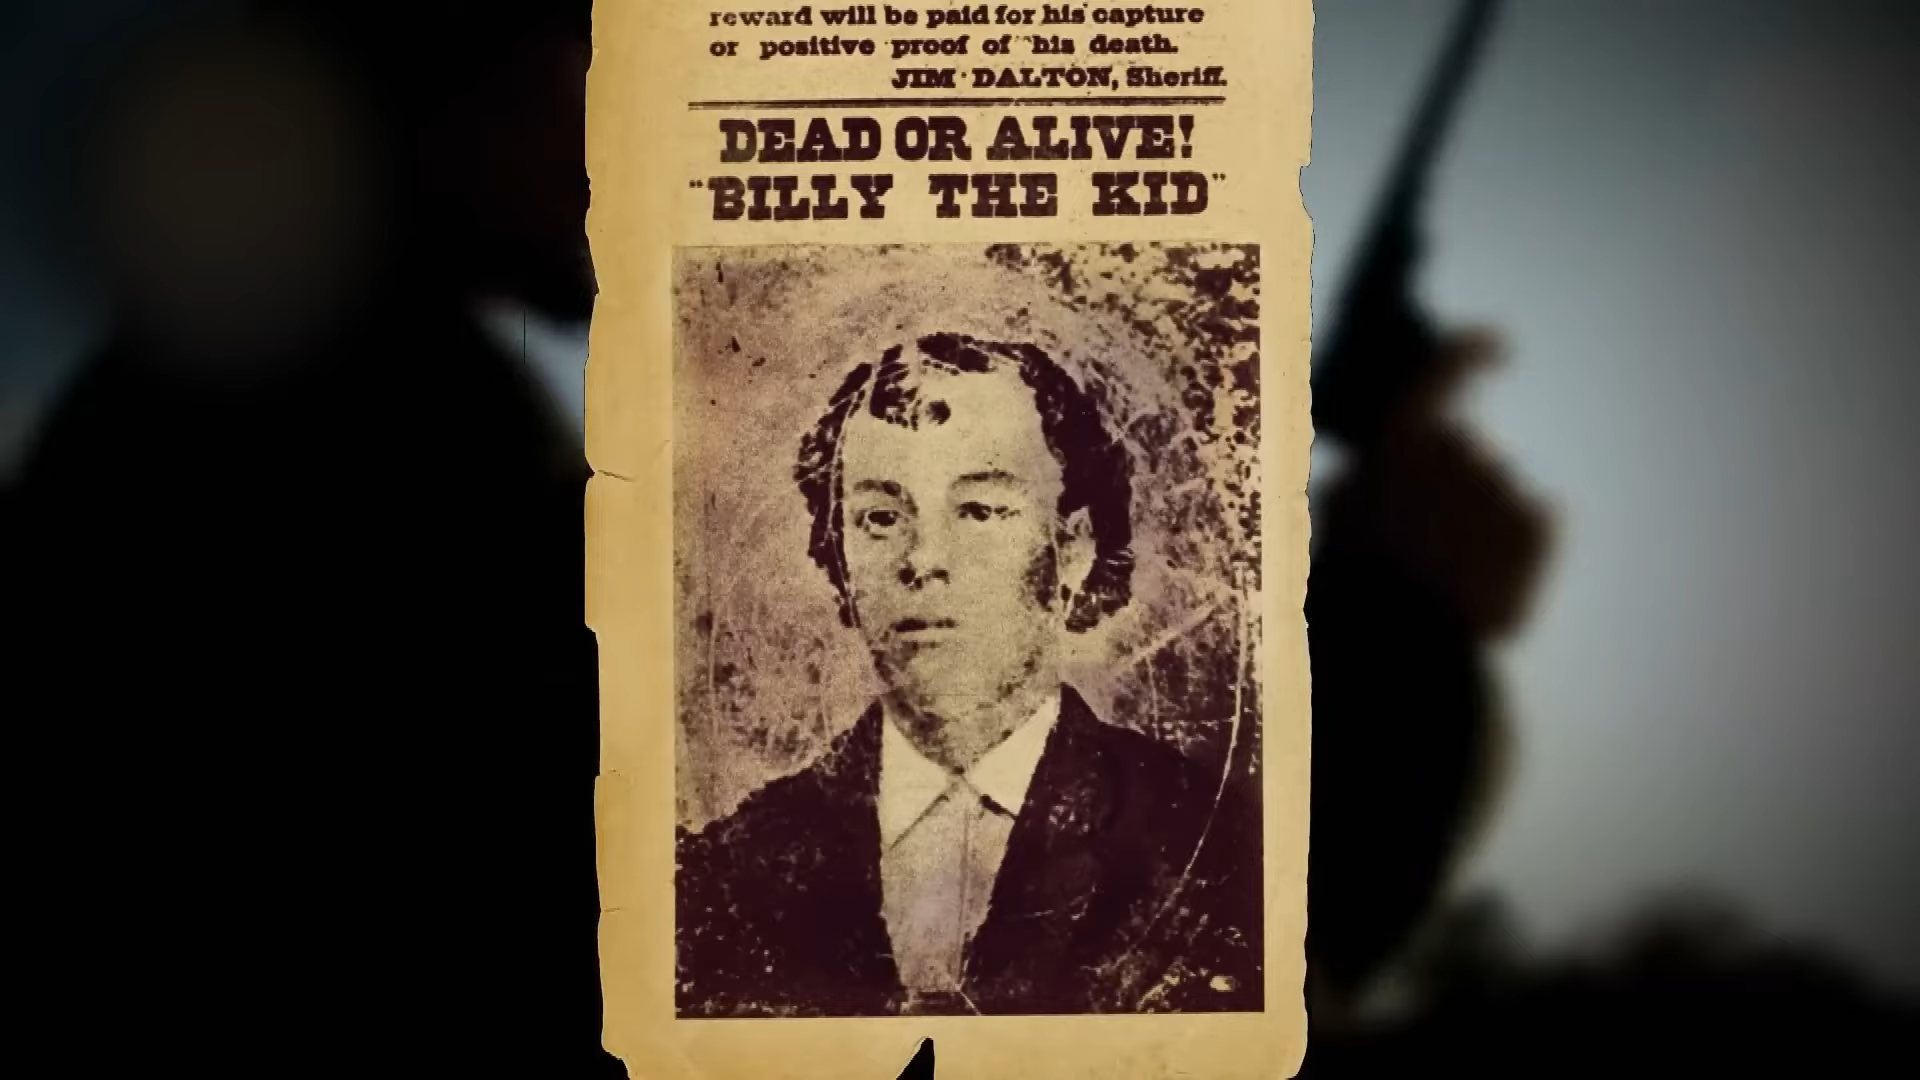 reward will be paid for his capture
or positive proof of his death.
JIM DALTON, Sheriff.
DEAD OR ALIVE!
"BILLY THE KID"